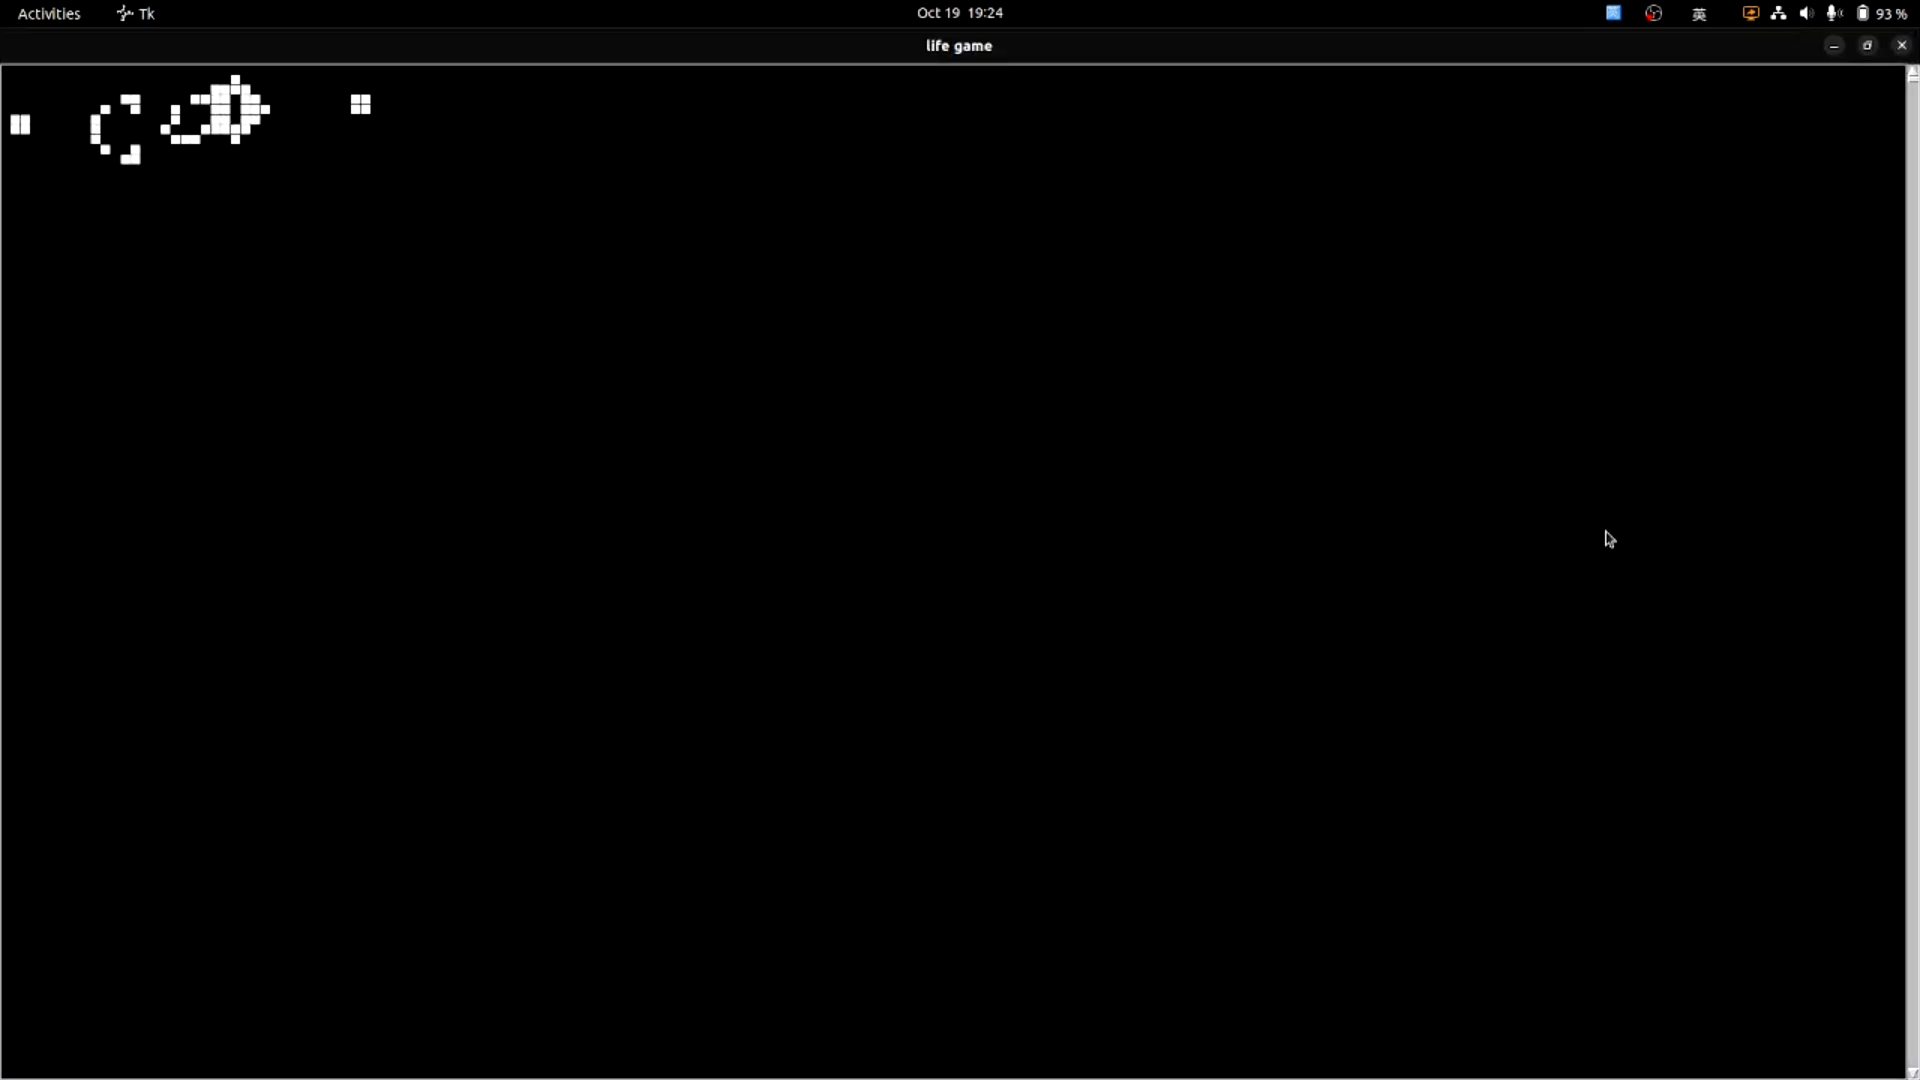 Activities Tk Oct 19 19:24 英 93 %
life game